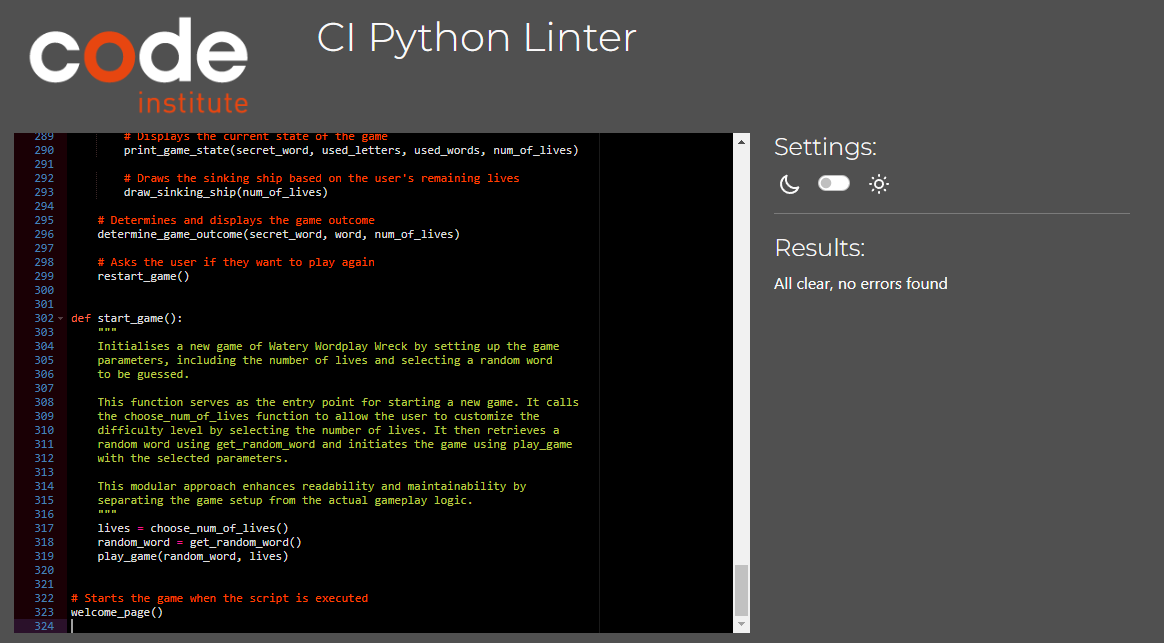 code
institute
CI Python Linter
289 # Displays the current state of the game
290 print_game_state(secret_word, used_letters, used_words, num_of_lives)
291
292 # Draws the sinking ship based on the user's remaining lives
293 draw_sinking_ship(num_of_lives)
294
295 # Determines and displays the game outcome
296 determine_game_outcome(secret_word, word, num_of_lives)
297
298 # Asks the user if they want to play again
299 restart_game()
300
301
302 def start_game():
303 """
304 Initialises a new game of Watery Wordplay Wreck by setting up the game
305 parameters, including the number of lives and selecting a random word
306 to be guessed.
307
308 This function serves as the entry point for starting a new game. It calls
309 the choose_num_of_lives function to allow the user to customize the
310 difficulty level by selecting the number of lives. It then retrieves a
311 random word using get_random_word and initiates the game using play_game
312 with the selected parameters.
313
314 This modular approach enhances readability and maintainability by
315 separating the game setup from the actual gameplay logic.
316 """
317 lives = choose_num_of_lives()
318 random_word = get_random_word()
319 play_game(random_word, lives)
320
321
322 # Starts the game when the script is executed
323 welcome_page()
324
Settings:
Results:
All clear, no errors found